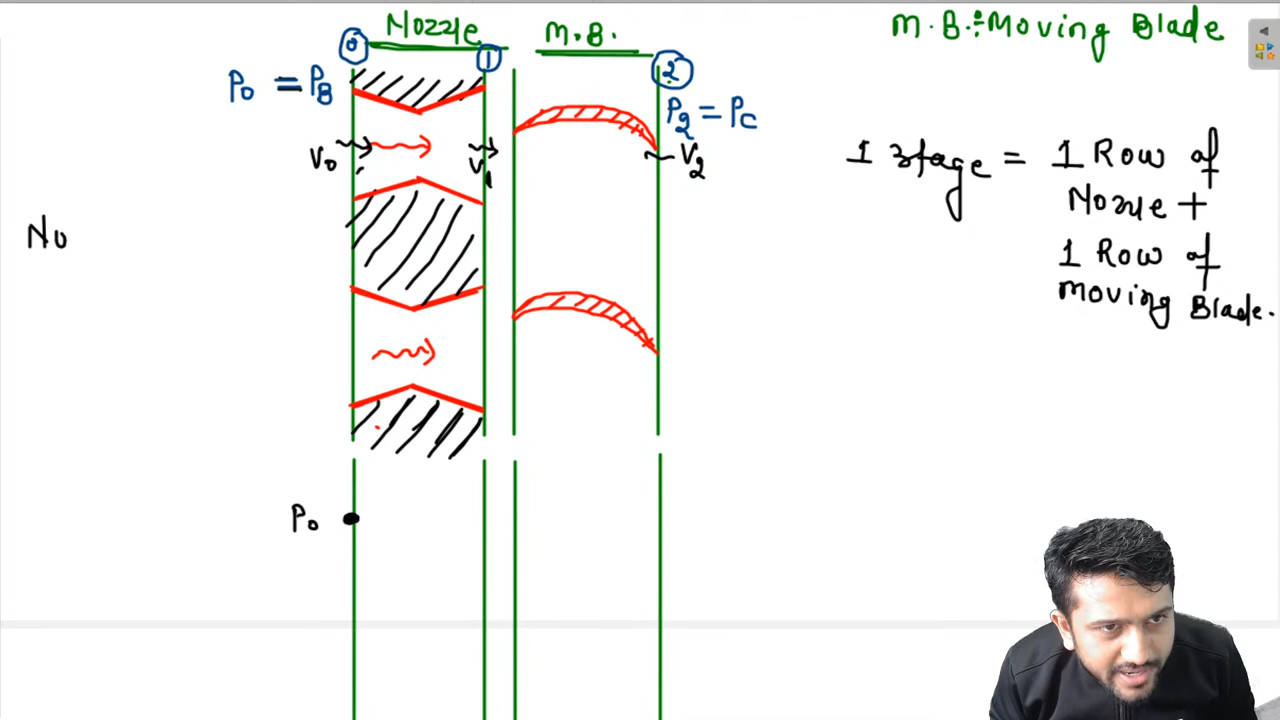 Nozzle
M.B.
M.B.÷Moving Blade
0
1
2
P0 = PB
P2 = PC
V0
V1
V2
1 stage = 1 Row of
Nozzle +
1 Row of
Moving Blade.
No
P0